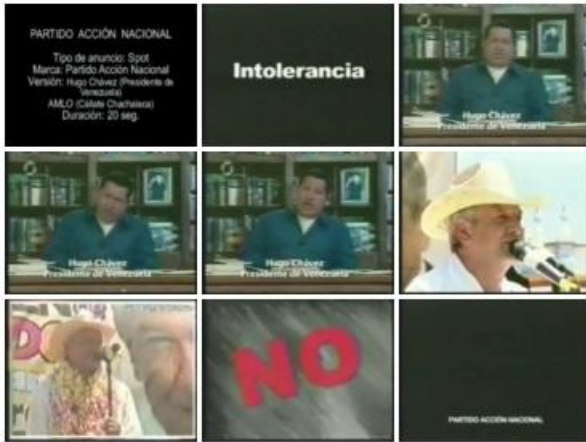 PARTIDO ACCIÓN NACIONAL
Tipo de anuncio: Spot
Marca: Partido Acción Nacional
Versión: Hugo Chávez (Presidente de
Venezuela)
AMLO (Cállate Chachalaca)
Duración: 20 seg.
Intolerancia
Hugo Chávez
Presidente de Venezuela
Hugo Chávez
Presidente de Venezuela
Hugo Chávez
Presidente de Venezuela
NO
PARTIDO ACCIÓN NACIONAL